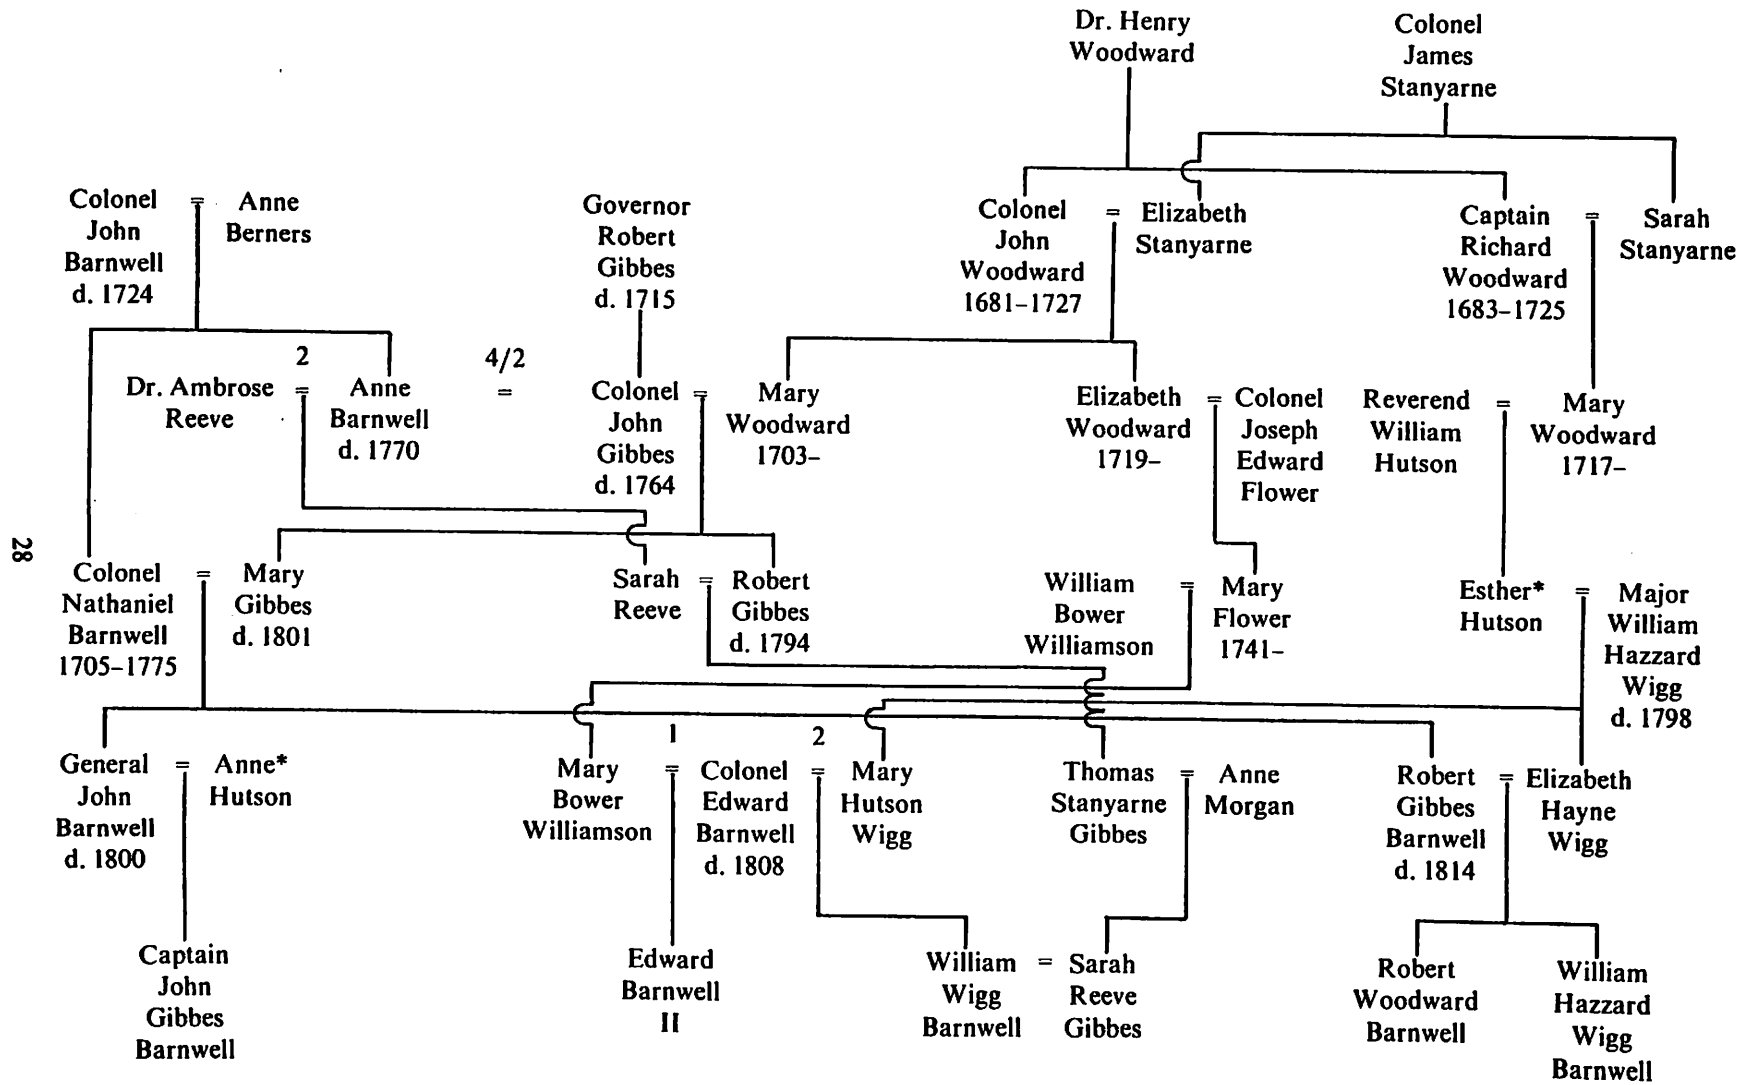 Dr. Henry
Woodward
Colonel
James
Stanyarne
Colonel
John
Barnwell
d. 1724
=
Anne
Berners
Governor
Robert
Gibbes
d. 1715
Colonel
John
Woodward
1681-1727
=
Elizabeth
Stanyarne
Captain
Richard
Woodward
1683-1725
=
Sarah
Stanyarne
Dr. Ambrose
Reeve
2
=
Anne
Barnwell
d. 1770
4/2
=
Colonel
John
Gibbes
d. 1764
=
Mary
Woodward
1703-
Elizabeth
Woodward
1719-
=
Colonel
Joseph
Edward
Flower
Reverend
William
Hutson
=
Mary
Woodward
1717-
28
Colonel
Nathaniel
Barnwell
1705-1775
=
Mary
Gibbes
d. 1801
Sarah
Reeve
=
Robert
Gibbes
d. 1794
William
Bower
Williamson
=
Mary
Flower
1741-
Esther*
Hutson
=
Major
William
Hazzard
Wigg
d. 1798
General
John
Barnwell
d. 1800
=
Anne*
Hutson
Mary
Bower
Williamson
1
=
Colonel
Edward
Barnwell
d. 1808
2
=
Mary
Hutson
Wigg
Thomas
Stanyarne
Gibbes
=
Anne
Morgan
Robert
Gibbes
Barnwell
d. 1814
=
Elizabeth
Hayne
Wigg
Captain
John
Gibbes
Barnwell
Edward
Barnwell
II
William
Wigg
Barnwell
=
Sarah
Reeve
Gibbes
Robert
Woodward
Barnwell
William
Hazzard
Wigg
Barnwell